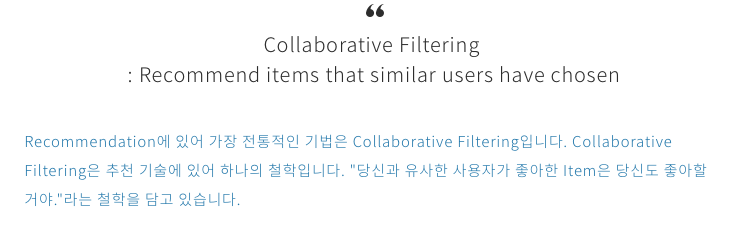 ❝
Collaborative Filtering
: Recommend items that similar users have chosen
Recommendation에 있어 가장 전통적인 기법은 Collaborative Filtering입니다. Collaborative
Filtering은 추천 기술에 있어 하나의 철학입니다. "당신과 유사한 사용자가 좋아한 Item은 당신도 좋아할
거야."라는 철학을 담고 있습니다.